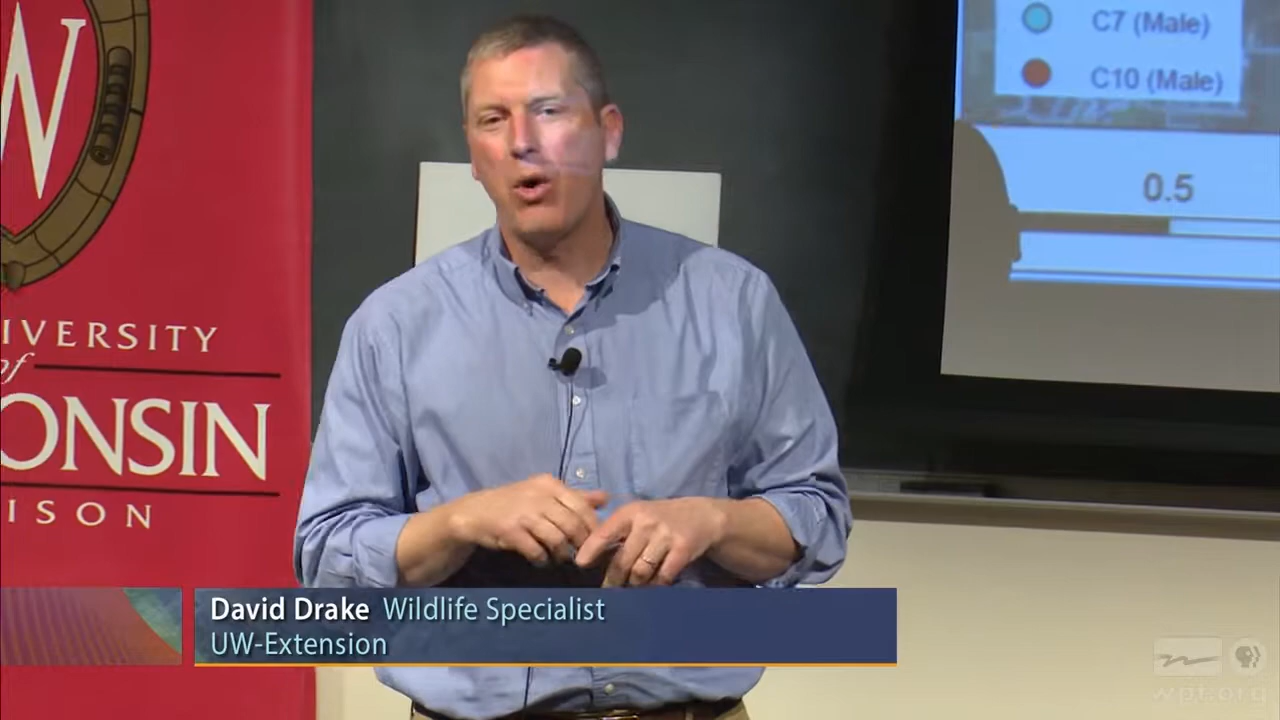 W
IVERSITY
of
ONSIN
ISON
C7 (Male)
C10 (Male)
0.5
David Drake Wildlife Specialist
UW-Extension
wpt.org